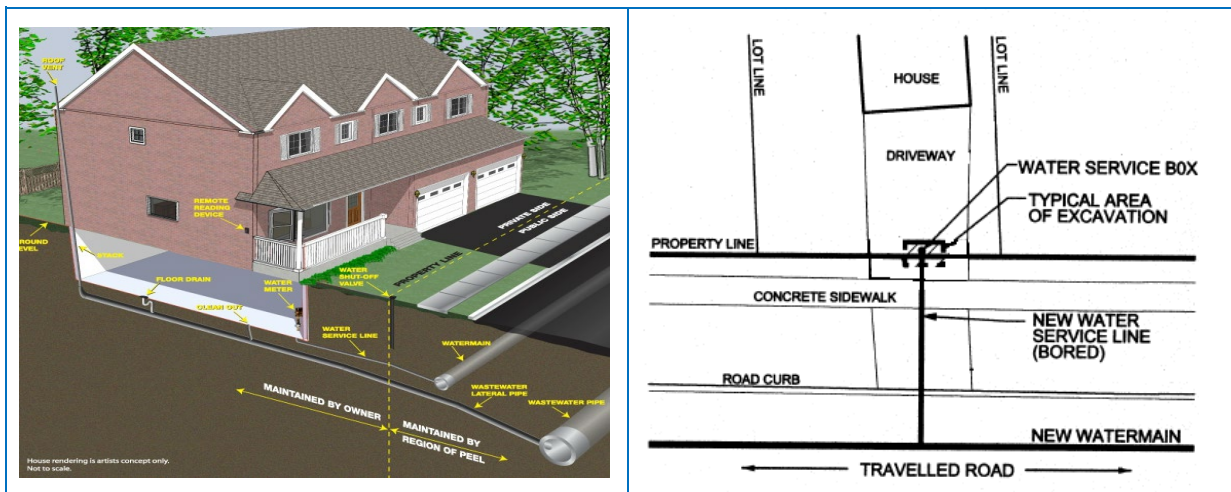 ROOF
VENT
REMOTE
READING
DEVICE
GROUND
LEVEL
STACK
FLOOR DRAIN
CLEAN OUT
WATER
METER
WATER
SHUT-OFF
VALVE
PROPERTY LINE
PRIVATE SIDE
PUBLIC SIDE
WATER
SERVICE LINE
WATERMAIN
WASTEWATER
LATERAL PIPE
WASTEWATER PIPE
MAINTAINED BY OWNER
MAINTAINED BY
REGION OF PEEL
House rendering is artists concept only.
Not to scale.
LOT LINE
HOUSE
LOT LINE
DRIVEWAY
WATER SERVICE B0X
TYPICAL AREA
OF EXCAVATION
PROPERTY LINE
CONCRETE SIDEWALK
NEW WATER
SERVICE LINE
(BORED)
ROAD CURB
NEW WATERMAIN
TRAVELLED ROAD